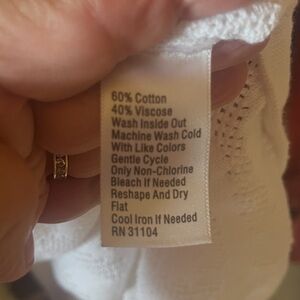 60% Cotton
40% Viscose
Wash Inside Out
Machine Wash Cold
With Like Colors
Gentle Cycle
Only Non-Chlorine
Bleach If Needed
Reshape And Dry
Flat
Cool Iron If Needed
RN 31104